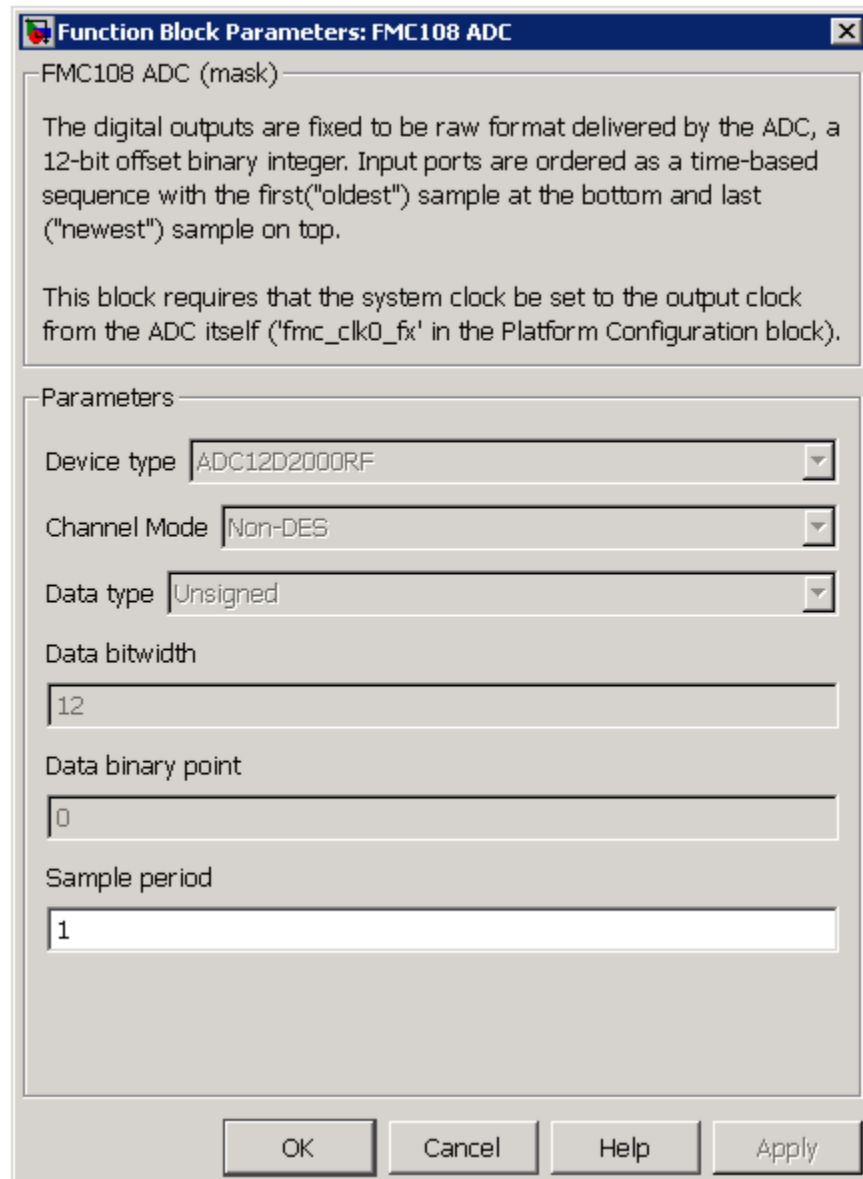 Function Block Parameters: FMC108 ADC
FMC108 ADC (mask)
The digital outputs are fixed to be raw format delivered by the ADC, a
12-bit offset binary integer. Input ports are ordered as a time-based
sequence with the first("oldest") sample at the bottom and last
("newest") sample on top.
This block requires that the system clock be set to the output clock
from the ADC itself ('fmc_clk0_fx' in the Platform Configuration block).
Parameters
Device type ADC12D2000RF
Channel Mode Non-DES
Data type Unsigned
Data bitwidth
12
Data binary point
0
Sample period
1
OK Cancel Help Apply